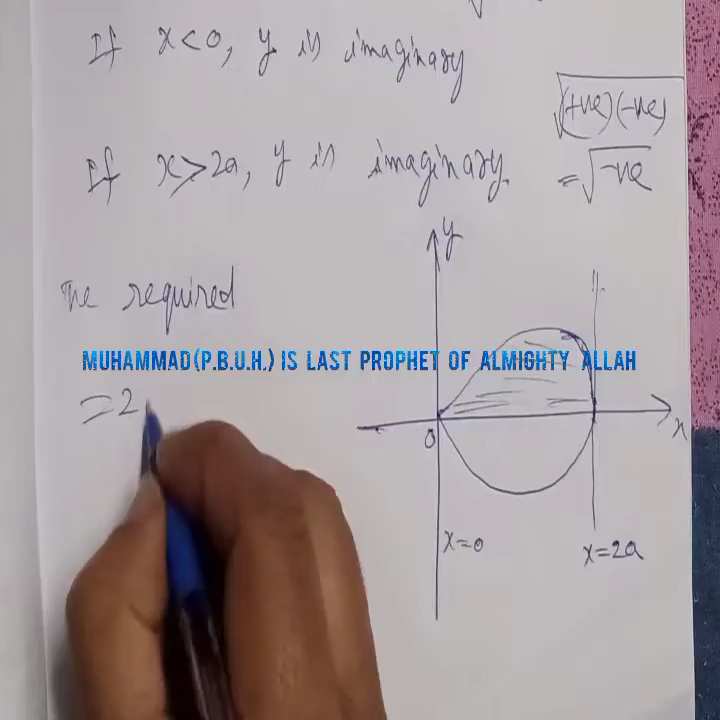 If x<0, y is imaginary
√(+ve)(-ve)
If x>2a, y is imaginary.
=√-ve
y
The required
MUHAMMAD(P.B.U.H.) IS LAST PROPHET OF ALMIGHTY ALLAH
=2
0
x
x=0
x=2a